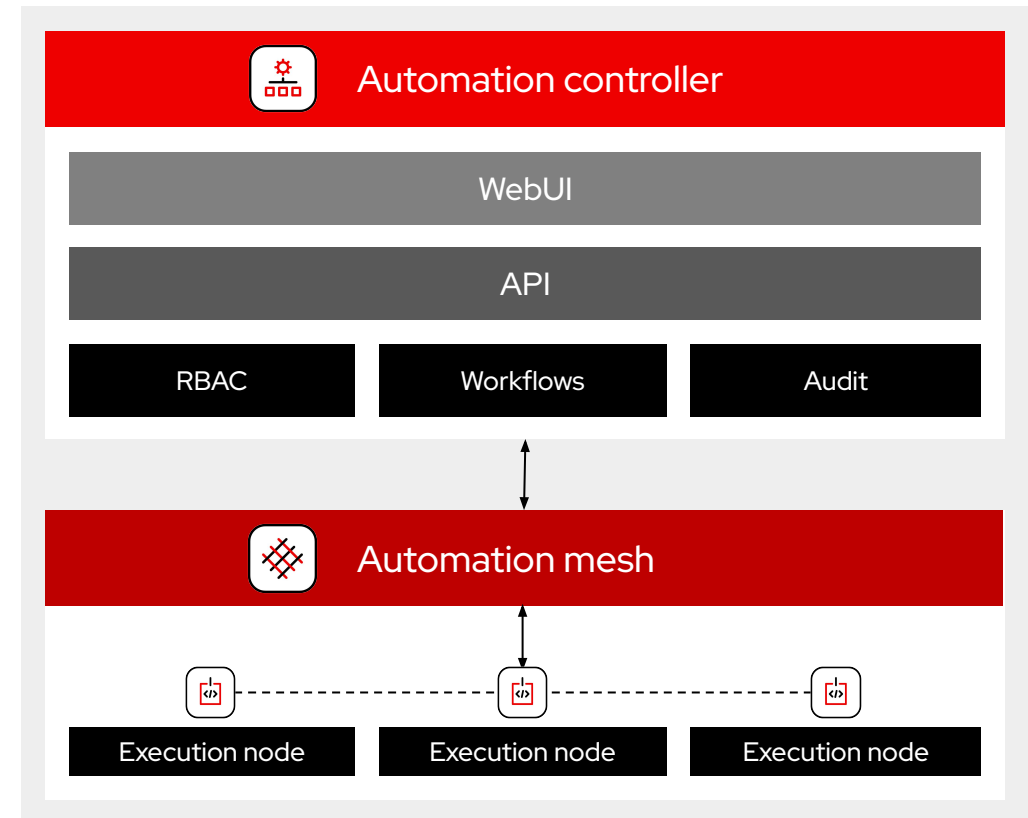 Automation controller
WebUI
API
RBAC
Workflows
Audit
Automation mesh
</>
</>
</>
Execution node
Execution node
Execution node